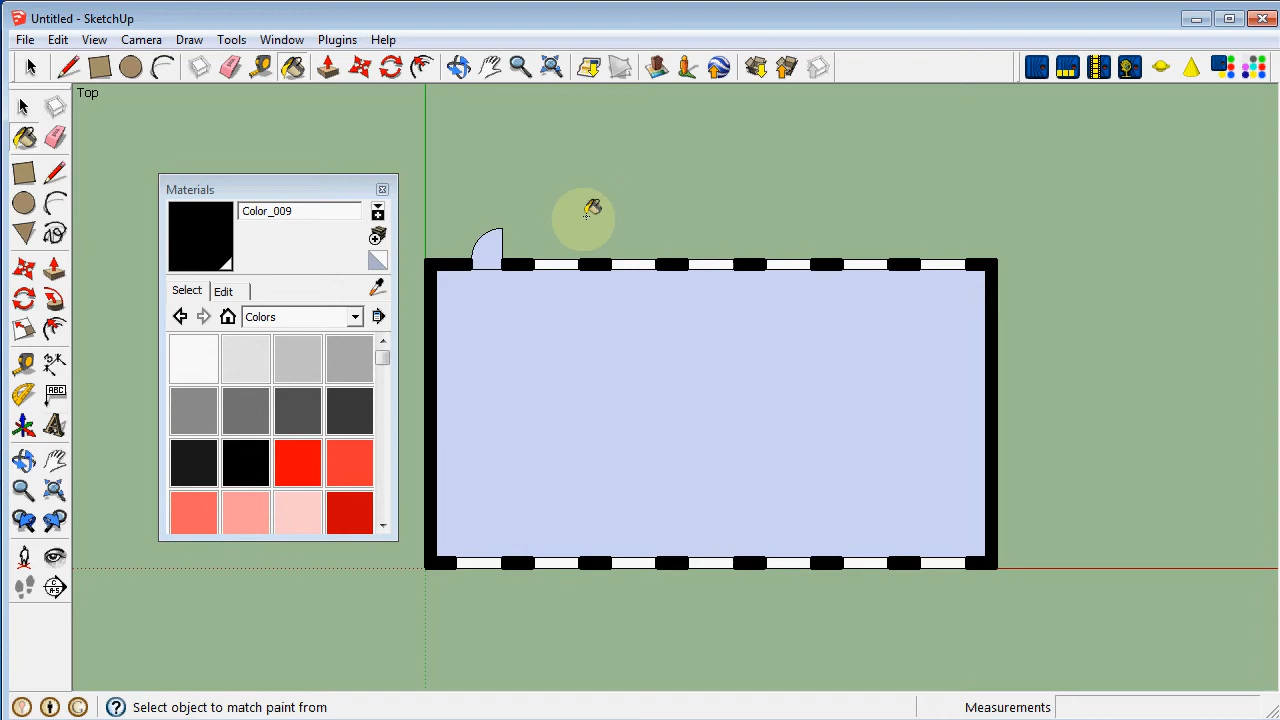 Untitled - SketchUp
File Edit View Camera Draw Tools Window Plugins Help
Top
Materials
Color_009
Select Edit
Colors
ABC
Select object to match paint from
Measurements